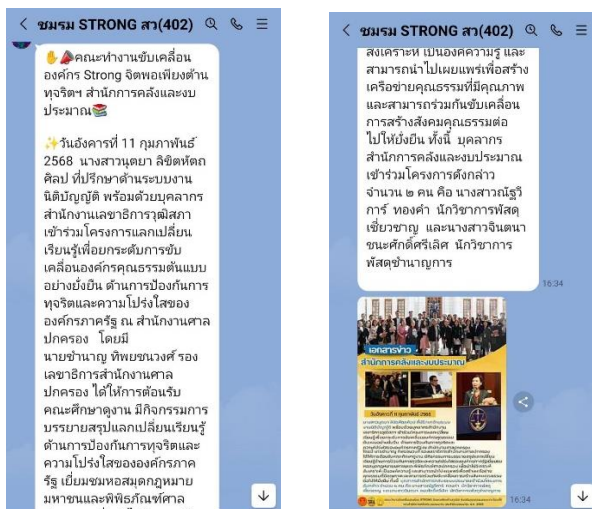 ชมรม STRONG สว(402)
✋📣คณะทำงานขับเคลื่อน
องค์กร Strong จิตพอเพียงต้าน
ทุจริตฯ สำนักการคลังและงบ
ประมาณ📚
✨วันอังคารที่ 11 กุมภาพันธ์
2568 นางสาวนุตยา ลิขิตหัตถ
ศิลป ที่ปรึกษาด้านระบบงาน
นิติบัญญัติ พร้อมด้วยบุคลากร
สำนักงานเลขาธิการวุฒิสภา
เข้าร่วมโครงการแลกเปลี่ยน
เรียนรู้เพื่อยกระดับการขับ
เคลื่อนองค์กรคุณธรรมต้นแบบ
อย่างยั่งยืน ด้านการป้องกันการ
ทุจริตและความโปร่งใสของ
องค์กรภาครัฐ ณ สำนักงานศาล
ปกครอง โดยมี
นายชำนาญ ทิพยชนวงศ์ รอง
เลขาธิการสำนักงานศาล
ปกครอง ได้ให้การต้อนรับ
คณะศึกษาดูงาน มีกิจกรรมการ
บรรยายสรุปแลกเปลี่ยนเรียนรู้
ด้านการป้องกันการทุจริตและ
ความโปร่งใสขององค์กรภาค
รัฐ เยี่ยมชมหอสมุดกฎหมาย
มหาชนและพิพิธภัณฑ์ศาล
ชมรม STRONG สว(402)
สังเคราะห์ เป็นองค์ความรู้ และ
สามารถนำไปเผยแพร่เพื่อสร้าง
เครือข่ายคุณธรรมที่มีคุณภาพ
และสามารถร่วมกันขับเคลื่อน
การสร้างสังคมคุณธรรมต่อ
ไปให้ยั่งยืน ทั้งนี้ บุคลากร
สำนักการคลังและงบประมาณ
เข้าร่วมโครงการดังกล่าว
จำนวน ๒ คน คือ นางสาวณัฐวิ
การ์ ทองคำ นักวิชาการพัสดุ
เชี่ยวชาญ และนางสาวจินตนา
ชนะศักดิ์ศรีเลิศ นักวิชาการ
พัสดุชำนาญการ
16:34
เอกสารข่าว
สำนักการคลังและงบประมาณ
16:34